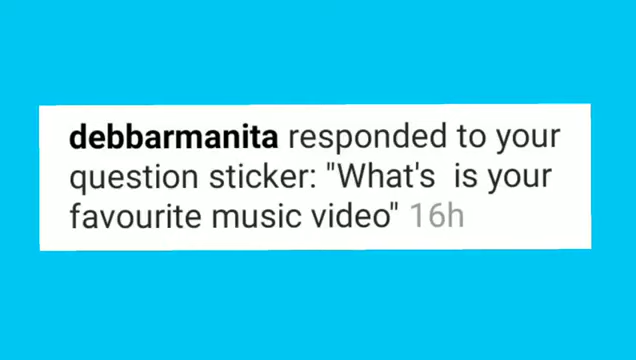 debbarmanita responded to your
question sticker: "What's  is your
favourite music video" 16h